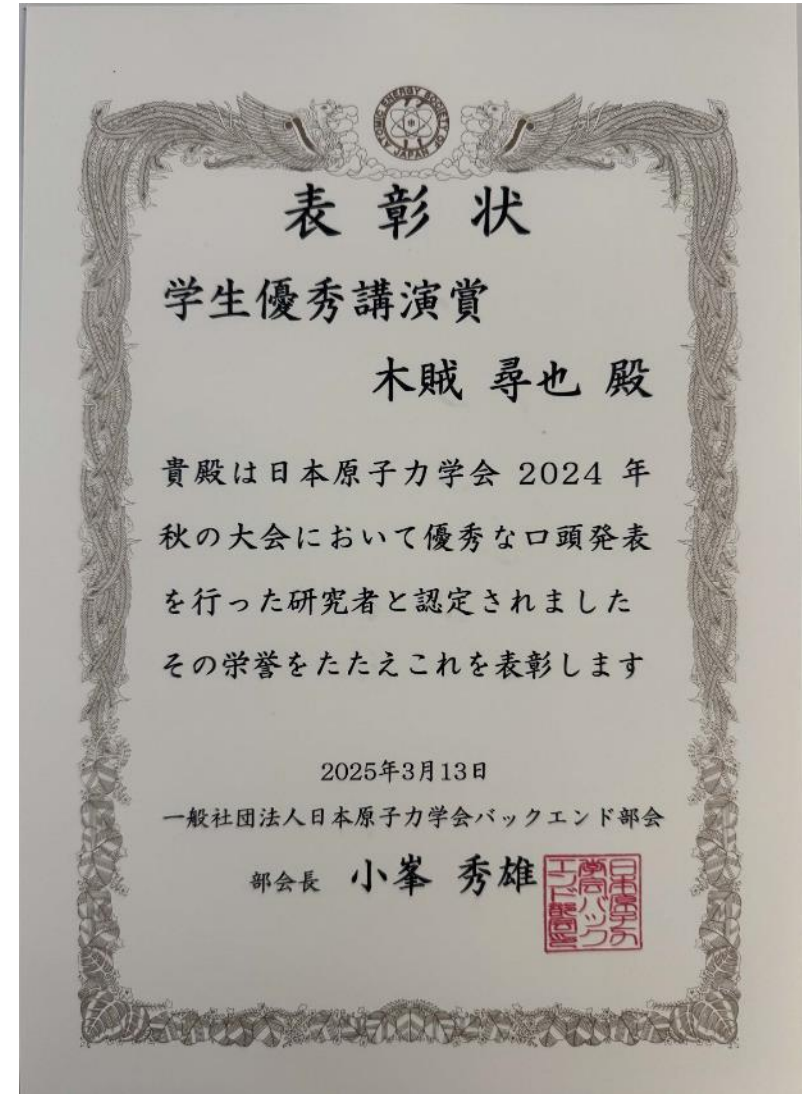 ATOMIC ENERGY SOCIETY OF JAPAN
表彰状
学生優秀講演賞
木賊 尋也 殿
貴殿は日本原子力学会 2024 年
秋の大会において優秀な口頭発表
を行った研究者と認定されました
その栄誉をたたえこれを表彰します
2025年3月13日
一般社団法人日本原子力学会バックエンド部会
部会長 小峯 秀雄